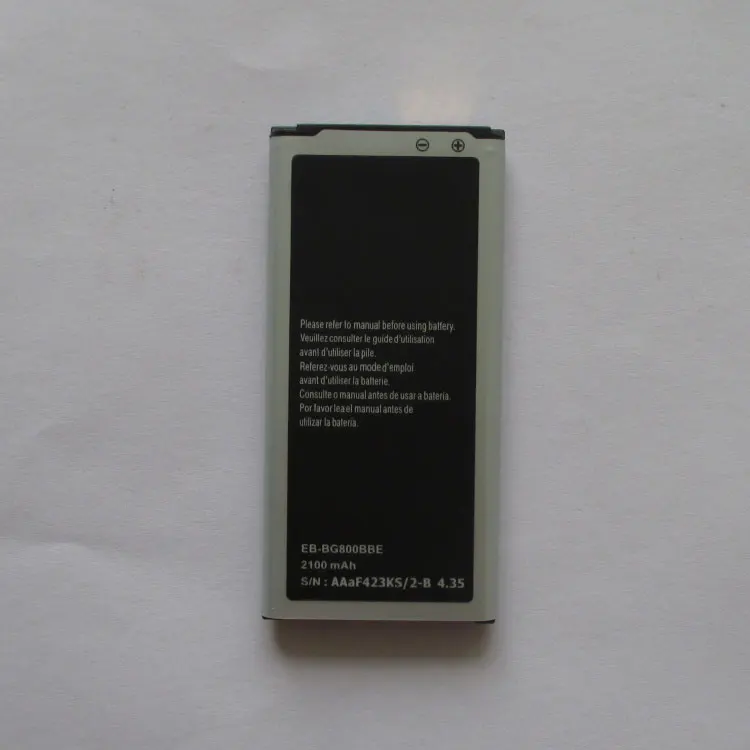 ⊖ ⊕
Please refer to manual before using battery.
Veuillez consulter le guide d'utilisation
avant d'utiliser la pile.
Referez-vous au mode d'emploi
avant d'utiliser la batterie.
Consulte o manual antes de usar a bateria.
Por favor lea el manual antes de
utilizar la bateria.
EB-BG800BBE
2100 mAh
S/N : AAaF423KS/2-B 4.35